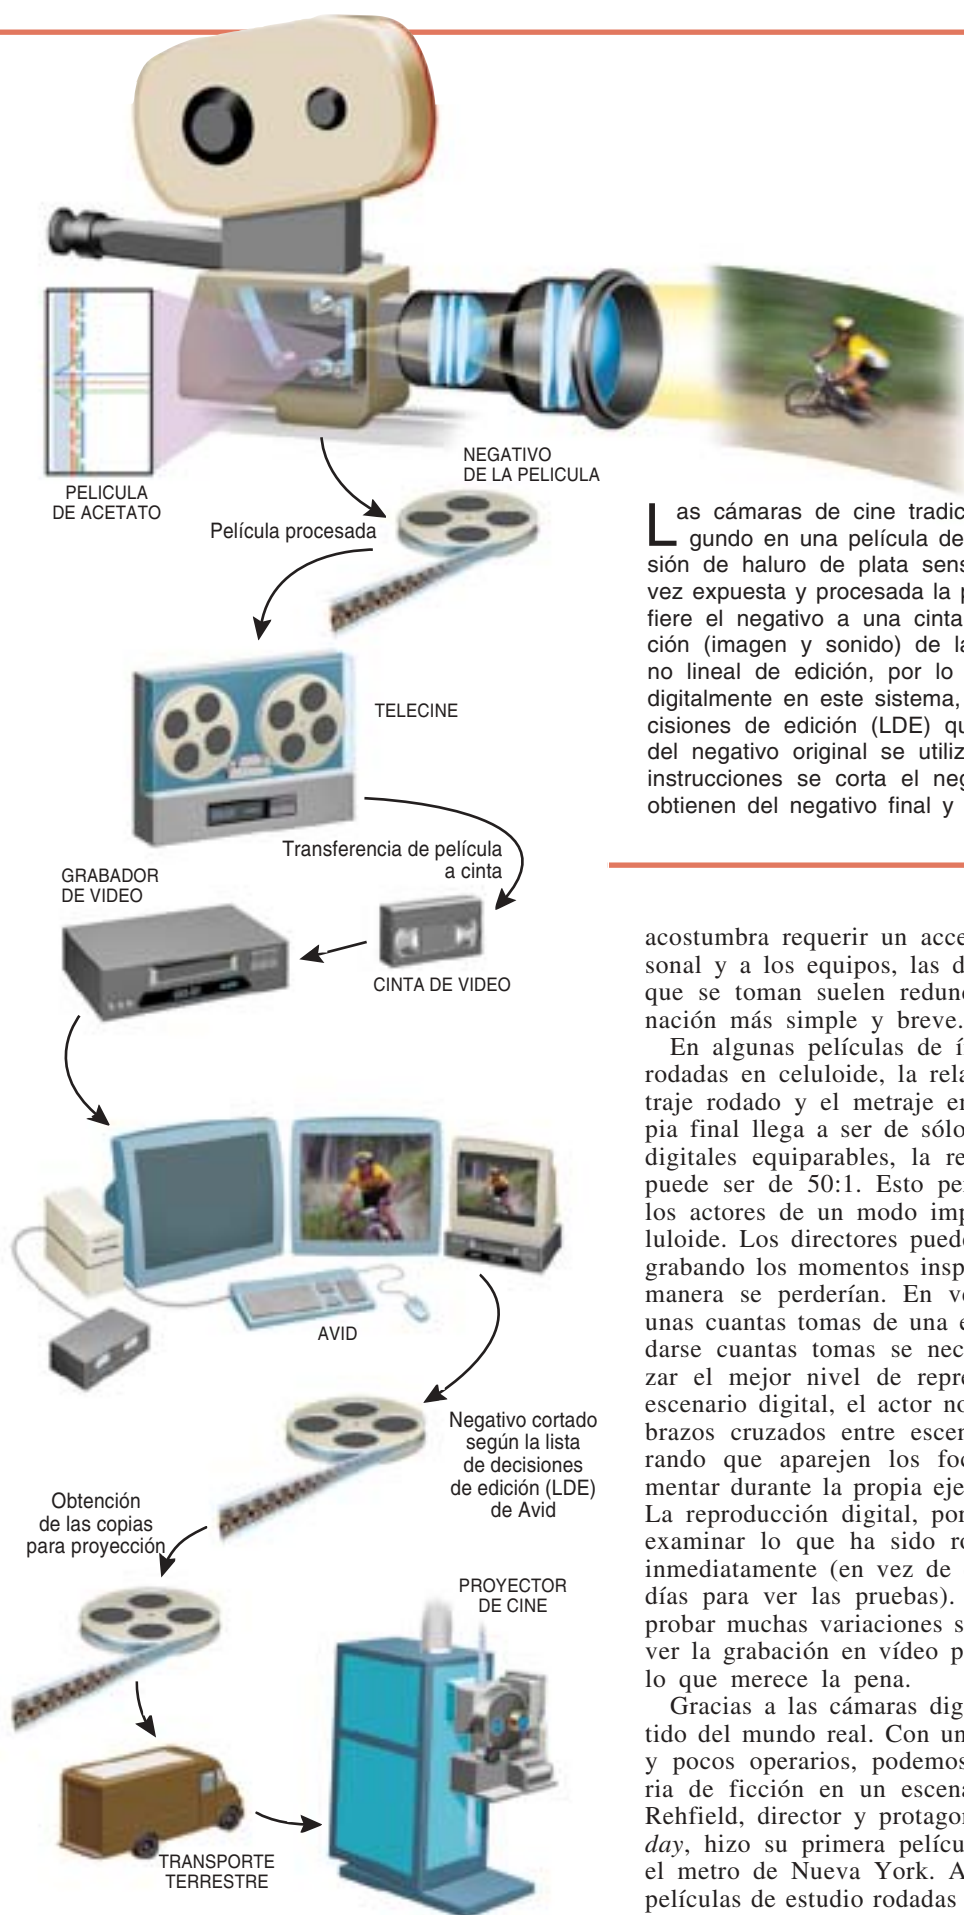 PELICULA
DE ACETATO
NEGATIVO
DE LA PELICULA
Película procesada
TELECINE
Transferencia de película
a cinta
GRABADOR
DE VIDEO
CINTA DE VIDEO
AVID
Negativo cortado
según la lista
de decisiones
de edición (LDE)
de Avid
Obtención
de las copias
para proyección
PROYECTOR
DE CINE
TRANSPORTE
TERRESTRE
Las cámaras de cine tradic
gundo en una película de
sión de haluro de plata sens
vez expuesta y procesada la p
fiere el negativo a una cinta
ción (imagen y sonido) de la
no lineal de edición, por lo
digitalmente en este sistema,
cisiones de edición (LDE) qu
del negativo original se utiliz
instrucciones se corta el neg
obtienen del negativo final y
acostumbra requerir un acce
sonal y a los equipos, las d
que se toman suelen redund
nación más simple y breve.
En algunas películas de í
rodadas en celuloide, la rela
traje rodado y el metraje en
pia final llega a ser de sólo
digitales equiparables, la re
puede ser de 50:1. Esto per
los actores de un modo imp
luloide. Los directores puede
grabando los momentos insp
manera se perderían. En ve
unas cuantas tomas de una e
darse cuantas tomas se nec
zar el mejor nivel de repre
escenario digital, el actor no
brazos cruzados entre escen
rando que aparejen los foc
mentar durante la propia eje
La reproducción digital, por
examinar lo que ha sido ro
inmediatamente (en vez de
días para ver las pruebas).
probar muchas variaciones s
ver la grabación en vídeo p
lo que merece la pena.
Gracias a las cámaras dig
tido del mundo real. Con un
y pocos operarios, podemos
ria de ficción en un escena
Rehfield, director y protagon
day, hizo su primera películ
el metro de Nueva York. A
películas de estudio rodadas